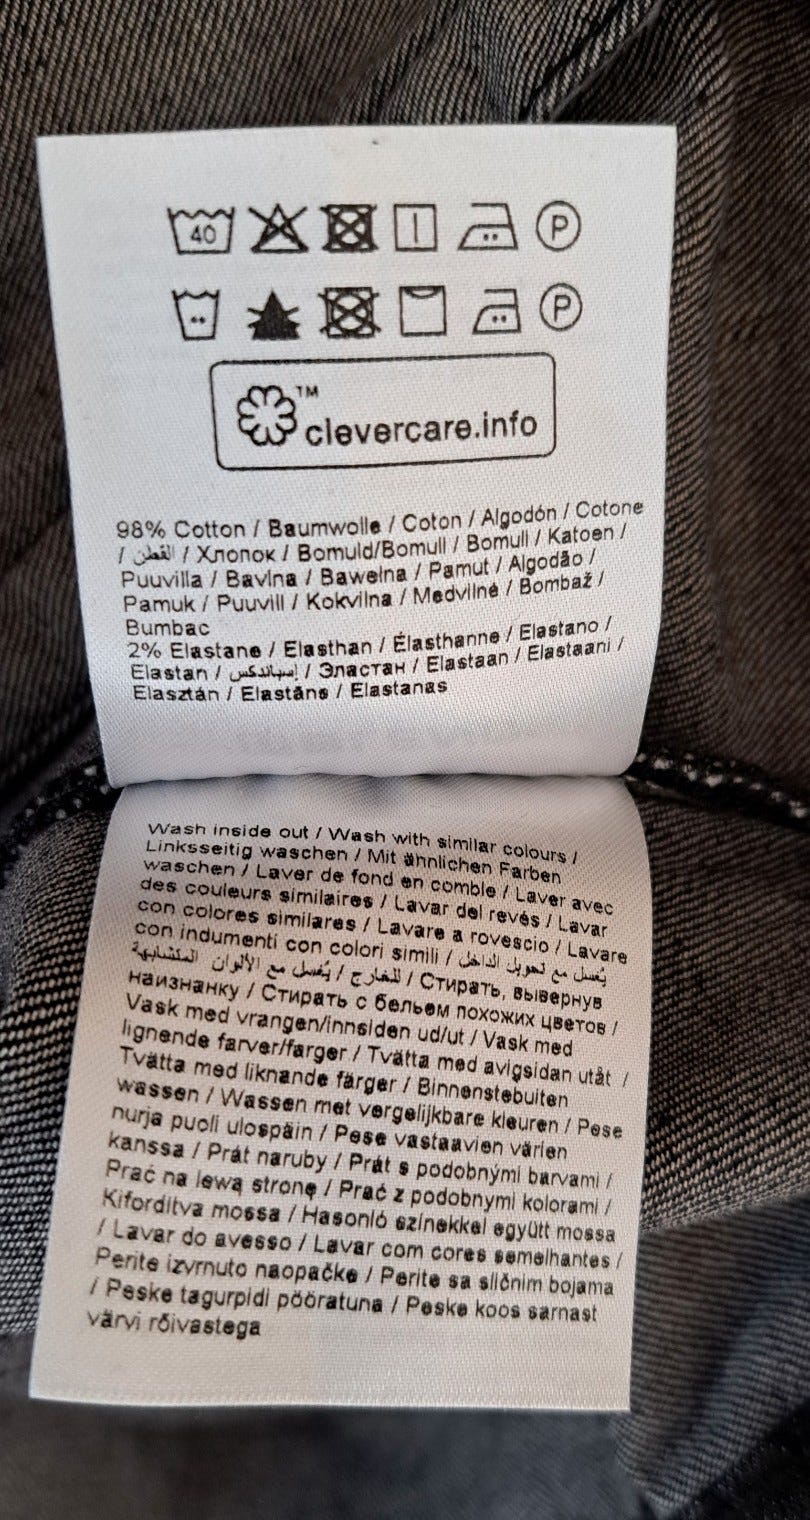 40 P
P
clevercare.info™
98% Cotton / Baumwolle / Coton / Algodón / Cotone
/ القطن / Хлопок / Bomuld/Bomull / Bomull / Katoen /
Puuvilla / Bavlna / Bawełna / Pamut / Algodão /
Pamuk / Puuvill / Kokvilna / Medvilnė / Bombaž /
Bumbac
2% Elastane / Elasthan / Élasthanne / Elastano /
Elastan / إسباندكس / Эластан / Elastaan / Elastaani /
Elasztán / Elastāns / Elastanas
Wash inside out / Wash with similar colours /
Linksseitig waschen / Mit ähnlichen Farben
waschen / Laver de fond en comble / Laver avec
des couleurs similaires / Lavar del revés / Lavar
con colores similares / Lavare a rovescio / Lavare
con indumenti con colori simili / يُغسل مع تحويل الداخل
للخارج / يُغسل مع الألوان المتشابهة / Стирать, вывернув
наизнанку / Стирать с бельем похожих цветов /
Vask med vrangen/innsiden ud/ut / Vask med
lignende farver/farger / Tvätta med avigsidan utåt /
Tvätta med liknande färger / Binnenstebuiten
wassen / Wassen met vergelijkbare kleuren / Pese
nurja puoli ulospäin / Pese vastaavien värien
kanssa / Prát naruby / Prát s podobnými barvami /
Prać na lewą stronę / Prać z podobnymi kolorami /
Kifordítva mossa / Hasonló színekkel együtt mossa
/ Lavar do avesso / Lavar com cores semelhantes /
Perite izvrnuto naopačke / Perite sa sličnim bojama
/ Peske tagurpidi pööratuna / Peske koos sarnast
värvi rõivastega